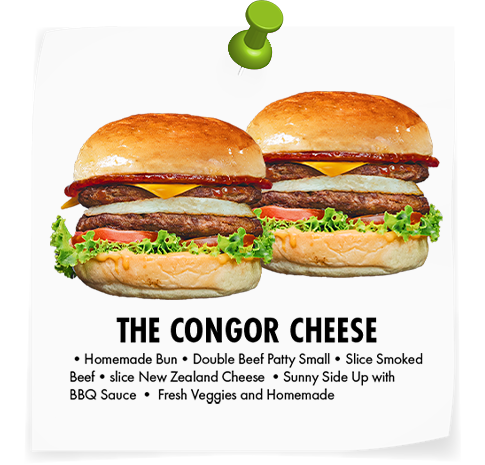 THE CONGOR CHEESE
• Homemade Bun • Double Beef Patty Small • Slice Smoked
Beef • slice New Zealand Cheese • Sunny Side Up with
BBQ Sauce • Fresh Veggies and Homemade